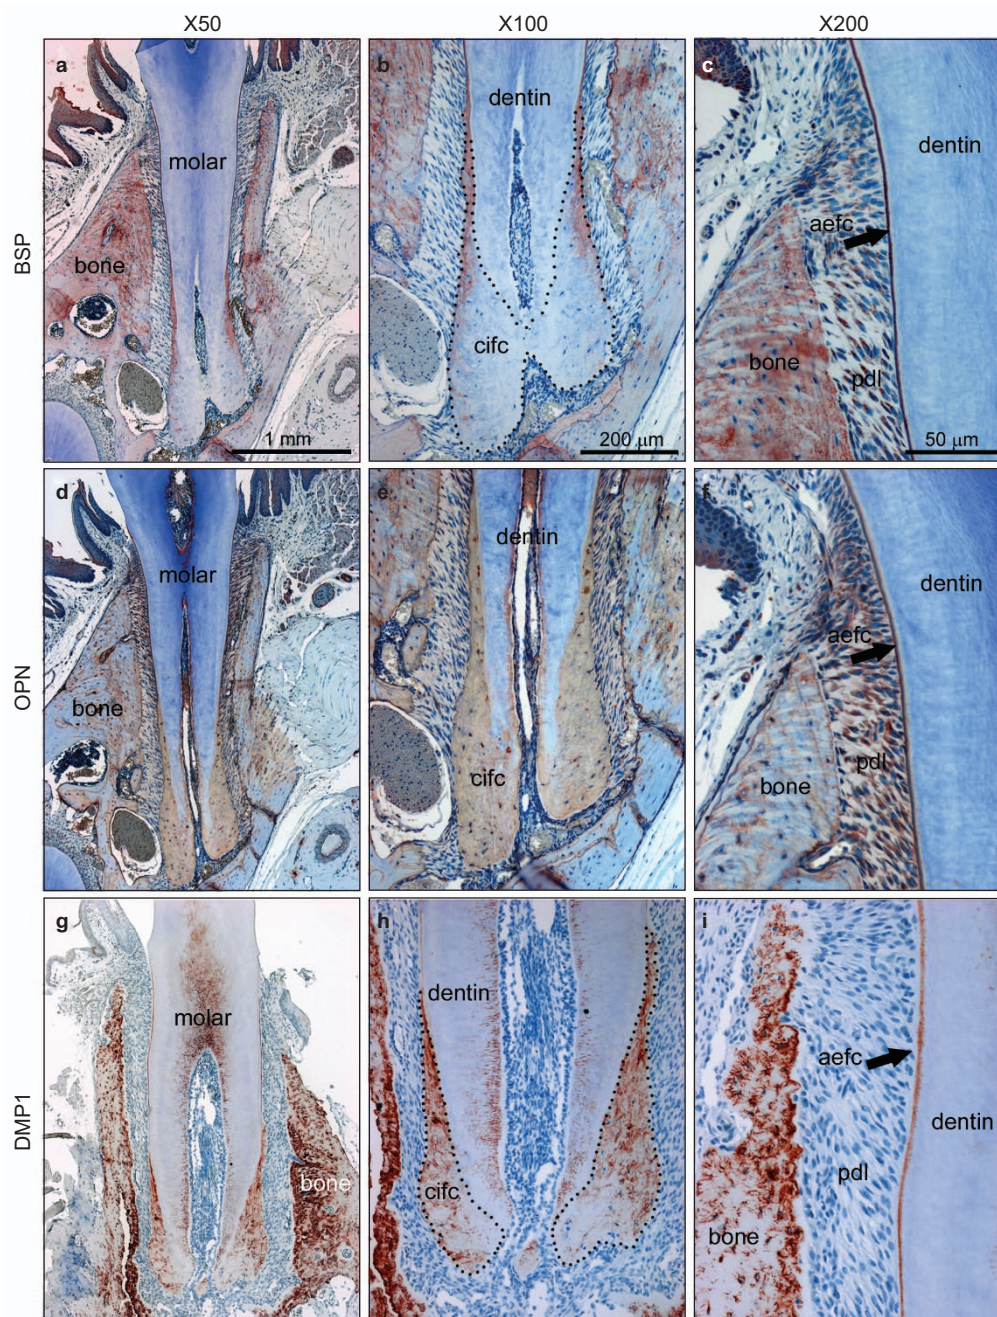 X50 X100 X200
BSP
a
molar
bone
1 mm
b
dentin
cifc
200 µm
c
dentin
aefc
bone
pdl
50 µm
OPN
d
molar
bone
e
dentin
cifc
f
dentin
aefc
pdl
bone
DMP1
g
molar
bone
h
dentin
cifc
i
aefc
dentin
pdl
bone